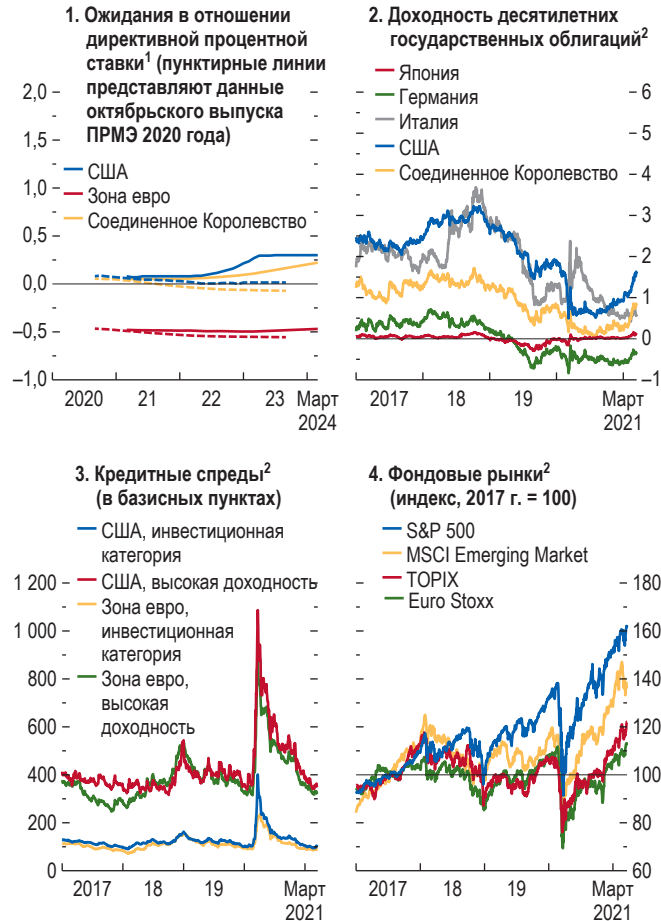 1. Ожидания в отношении
директивной процентной
ставки¹ (пунктирные линии
представляют данные
октябрьского выпуска
ПРМЭ 2020 года)
США
Зона евро
Соединенное Королевство
2,0
1,5
1,0
0,5
0,0
–0,5
–1,0
2020 21 22 23 Март
2024
2. Доходность десятилетних
государственных облигаций²
Япония
Германия
Италия
США
Соединенное Королевство
6
5
4
3
2
1
0
–1
2017 18 19 Март
2021
3. Кредитные спреды²
(в базисных пунктах)
США, инвестиционная
категория
США, высокая доходность
Зона евро,
инвестиционная
категория
Зона евро,
высокая
доходность
1 200
1 000
800
600
400
200
0
2017 18 19 Март
2021
4. Фондовые рынки²
(индекс, 2017 г. = 100)
S&P 500
MSCI Emerging Market
TOPIX
Euro Stoxx
180
160
140
120
100
80
60
2017 18 19 Март
2021